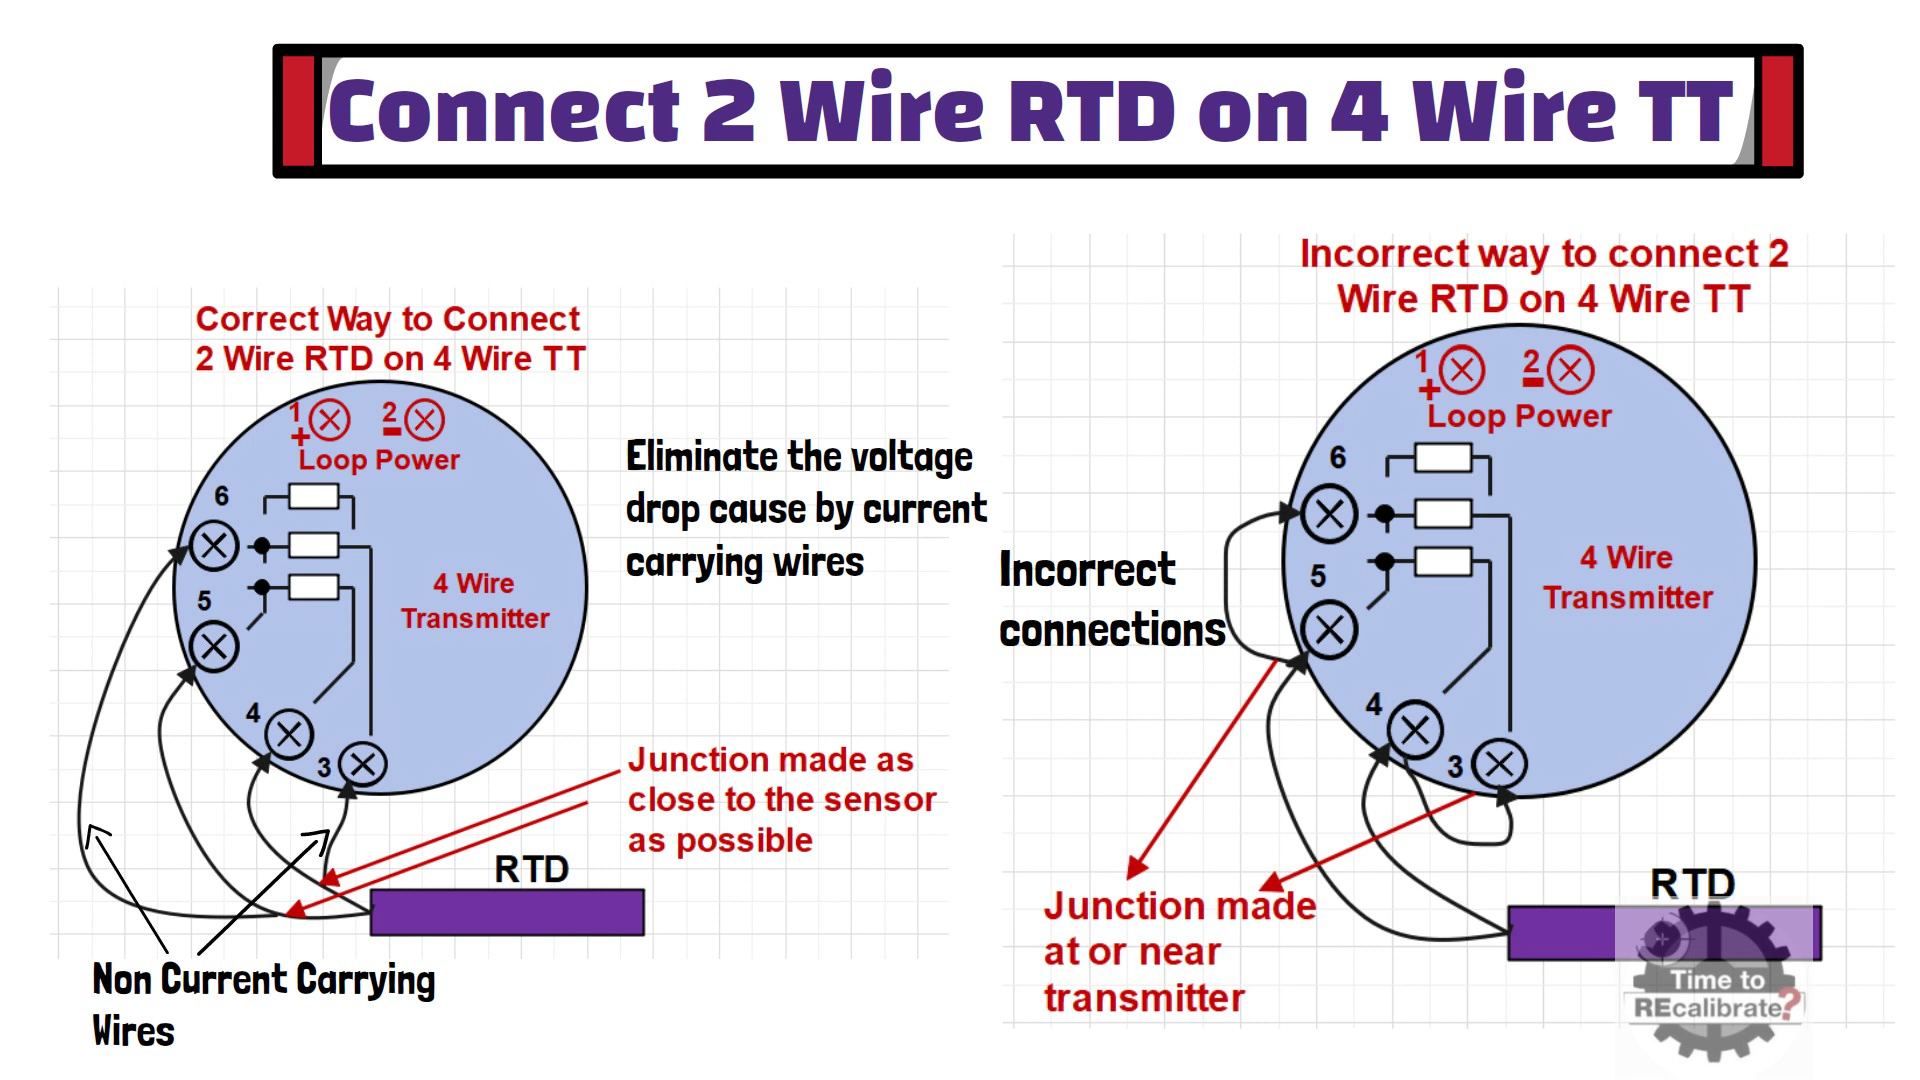 Connect 2 Wire RTD on 4 Wire TT
Correct Way to Connect
2 Wire RTD on 4 Wire TT
1
2
+
-
Loop Power
6
5
4
3
4 Wire
Transmitter
Eliminate the voltage
drop cause by current
carrying wires
Junction made as
close to the sensor
as possible
RTD
Non Current Carrying
Wires
Incorrect way to connect 2
Wire RTD on 4 Wire TT
1
2
+
-
Loop Power
6
5
4
3
4 Wire
Transmitter
Incorrect
connections
Junction made
at or near
transmitter
RTD
Time to
REcalibrate?